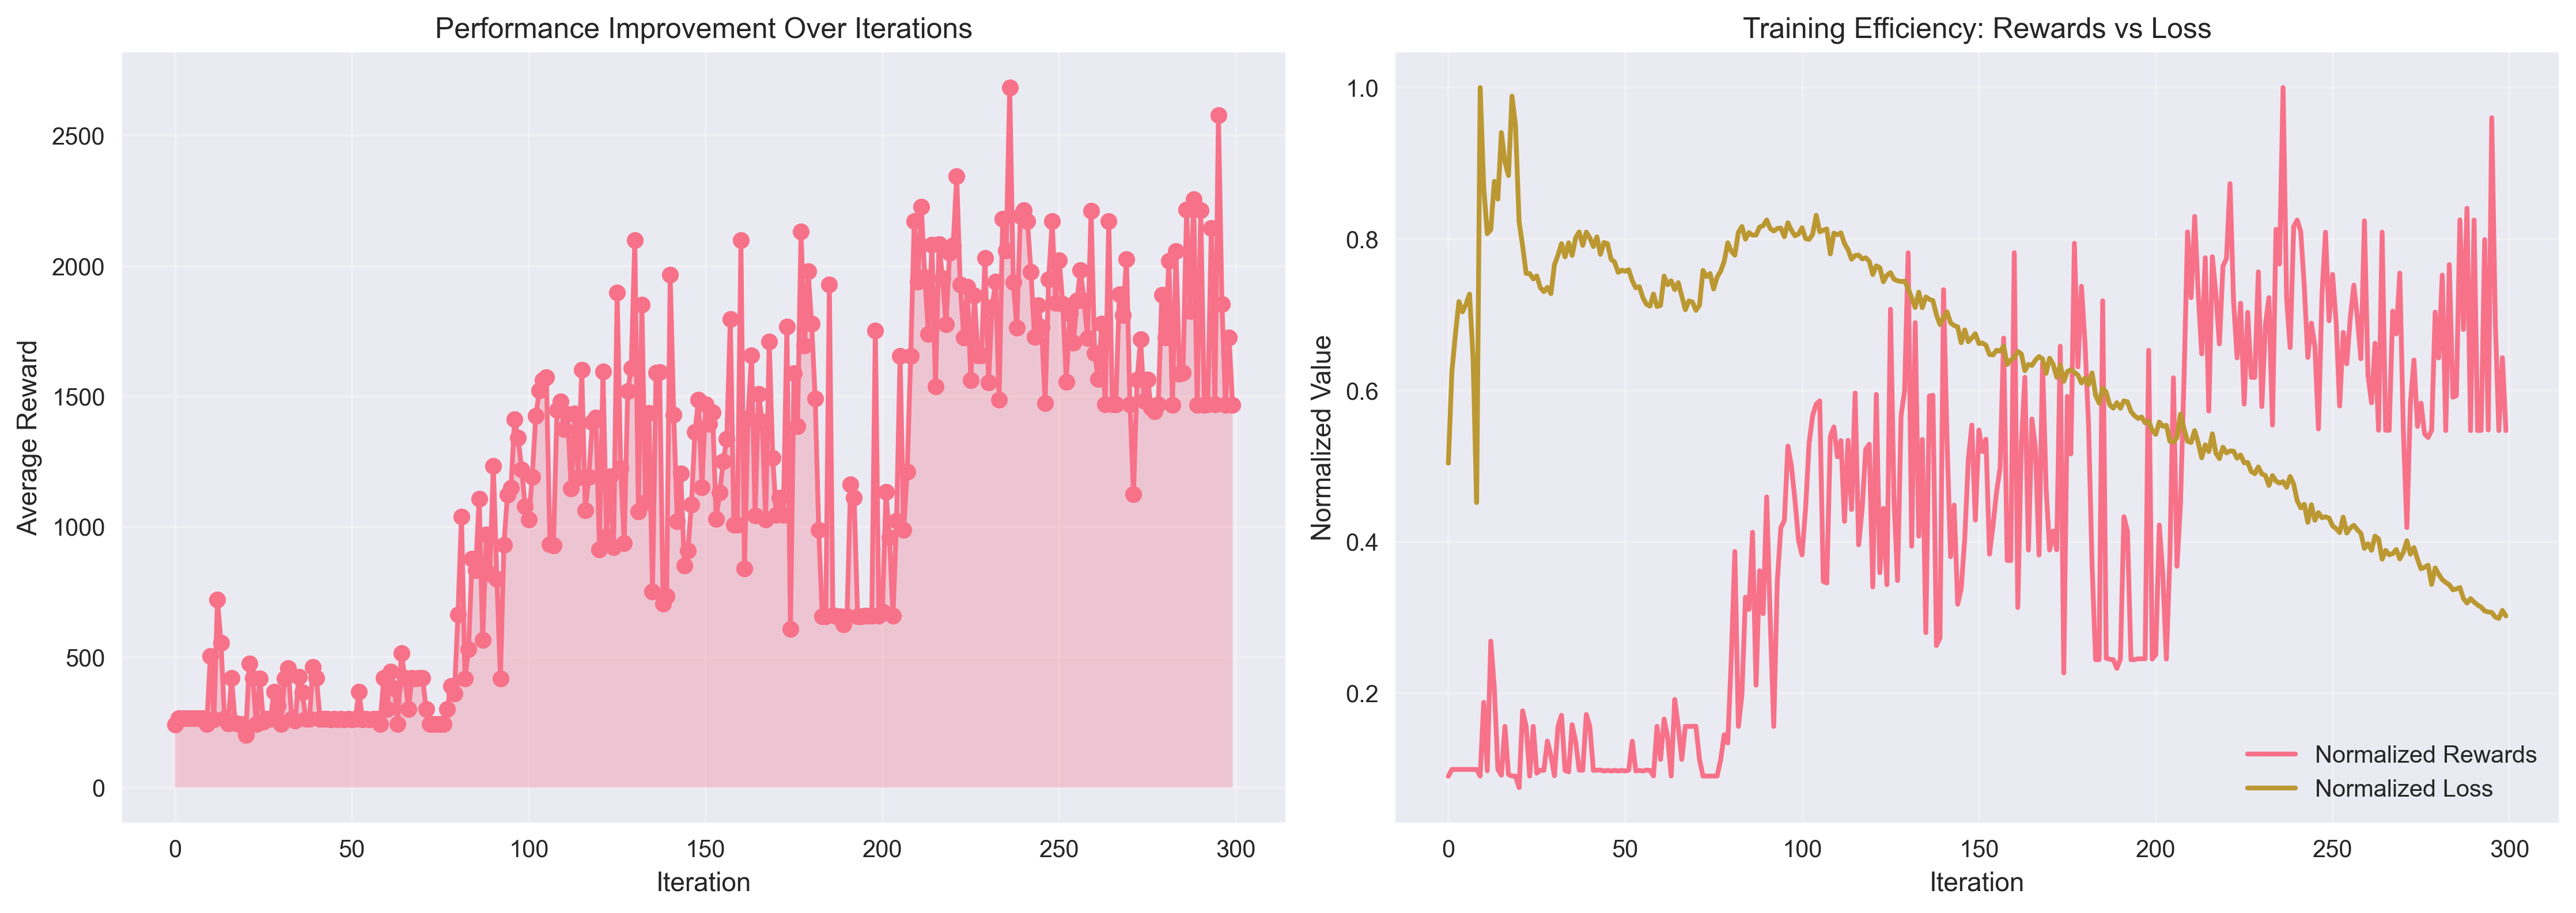 Performance Improvement Over Iterations
Average Reward
2500
2000
1500
1000
500
0
0 50 100 150 200 250 300
Iteration
Training Efficiency: Rewards vs Loss
Normalized Value
1.0
0.8
0.6
0.4
0.2
Normalized Rewards
Normalized Loss
0 50 100 150 200 250 300
Iteration